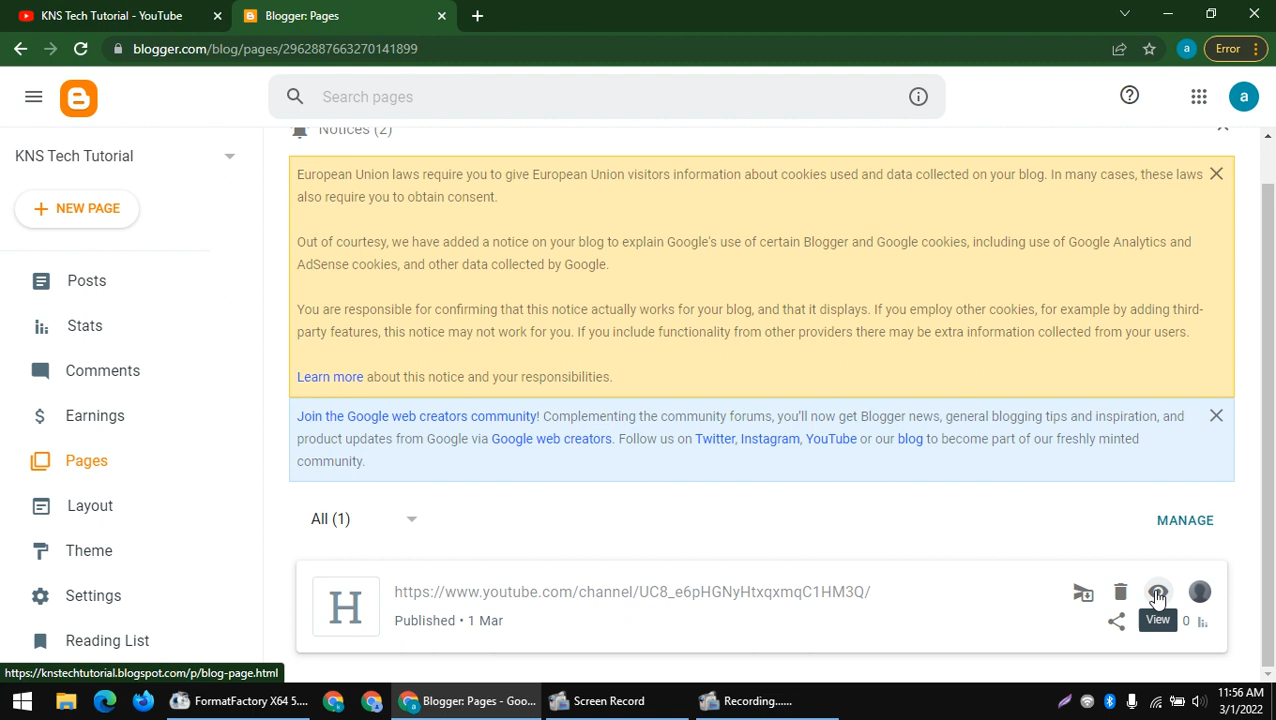 KNS Tech Tutorial - YouTube
Blogger: Pages
blogger.com/blog/pages/2962887663270141899
a
Error
Search pages
a
KNS Tech Tutorial
NEW PAGE
Posts
Stats
Comments
Earnings
Pages
Layout
Theme
Settings
Reading List
Notices (2)
European Union laws require you to give European Union visitors information about cookies used and data collected on your blog. In many cases, these laws
also require you to obtain consent.
Out of courtesy, we have added a notice on your blog to explain Google's use of certain Blogger and Google cookies, including use of Google Analytics and
AdSense cookies, and other data collected by Google.
You are responsible for confirming that this notice actually works for your blog, and that it displays. If you employ other cookies, for example by adding third-
party features, this notice may not work for you. If you include functionality from other providers there may be extra information collected from your users.
Learn more about this notice and your responsibilities.
Join the Google web creators community! Complementing the community forums, you'll now get Blogger news, general blogging tips and inspiration, and
product updates from Google via Google web creators. Follow us on Twitter, Instagram, YouTube or our blog to become part of our freshly minted
community.
All (1)
MANAGE
H
https://www.youtube.com/channel/UC8_e6pHGNyHtxqxmqC1HM3Q/
Published • 1 Mar
View
0
https://knstechtutorial.blogspot.com/p/blog-page.html
FormatFactory X64 5....
Blogger: Pages - Goo...
Screen Record
Recording......
11:56 AM
3/1/2022